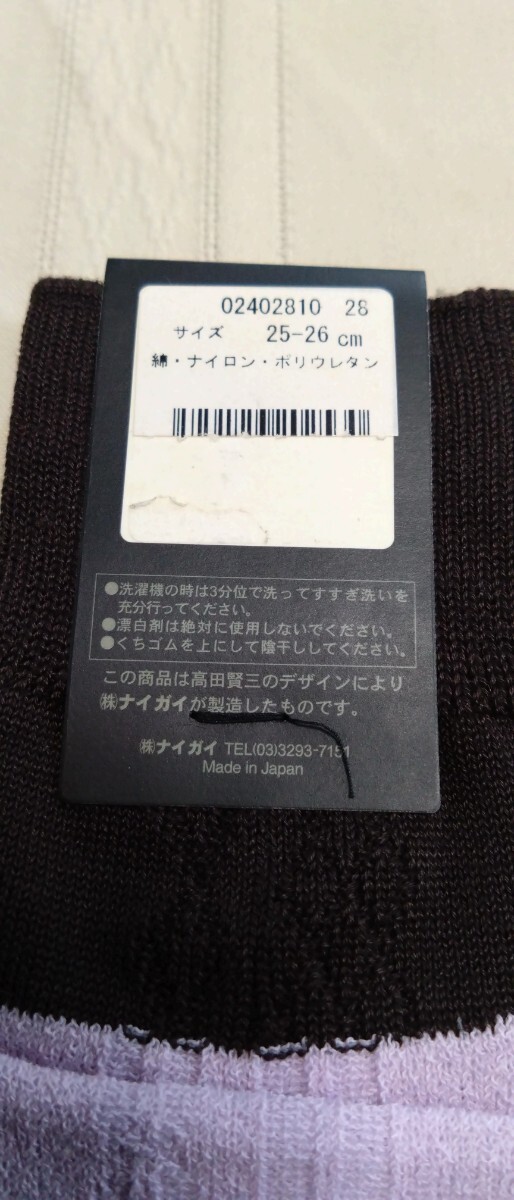 02402810 28
サイズ 25-26 cm
綿・ナイロン・ポリウレタン
●洗濯機の時は3分位で洗ってすすぎ洗いを
充分行ってください。
●漂白剤は絶対に使用しないでください。
●くちゴムを上にして陰干ししてください。
この商品は高田賢三のデザインにより
㈱ナイガイが製造したものです。
㈱ナイガイ TEL(03)3293-7151
Made in Japan